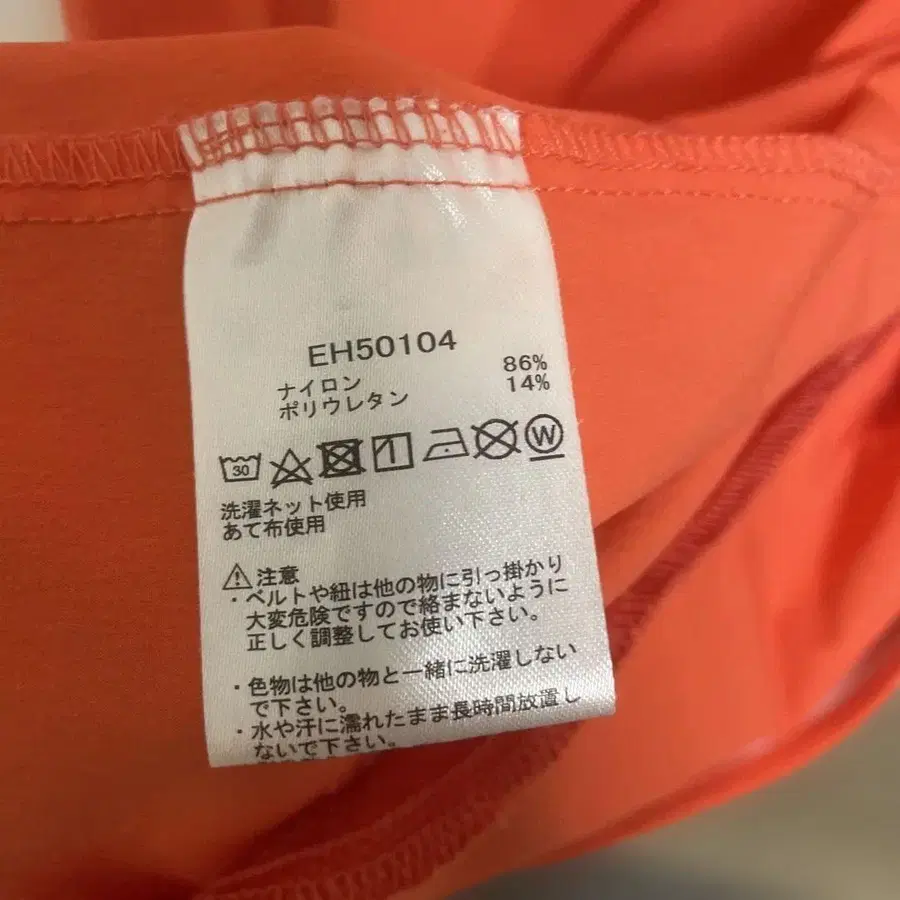 EH50104
ナイロン 86%
ポリウレタン 14%
30 W
洗濯ネット使用
あて布使用
注意
・ベルトや紐は他の物に引っ掛かり
大変危険ですので絡まないように
正しく調整してお使い下さい。
・色物は他の物と一緒に洗濯しない
で下さい。
・水や汗に濡れたまま長時間放置し
ないで下さい。